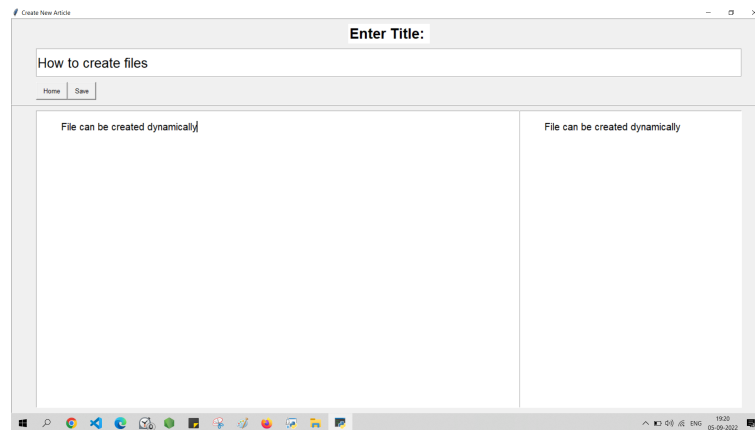 Create New Article
Enter Title:
How to create files
Home Save
File can be created dynamically
File can be created dynamically
19:20
ENG
05-09-2022